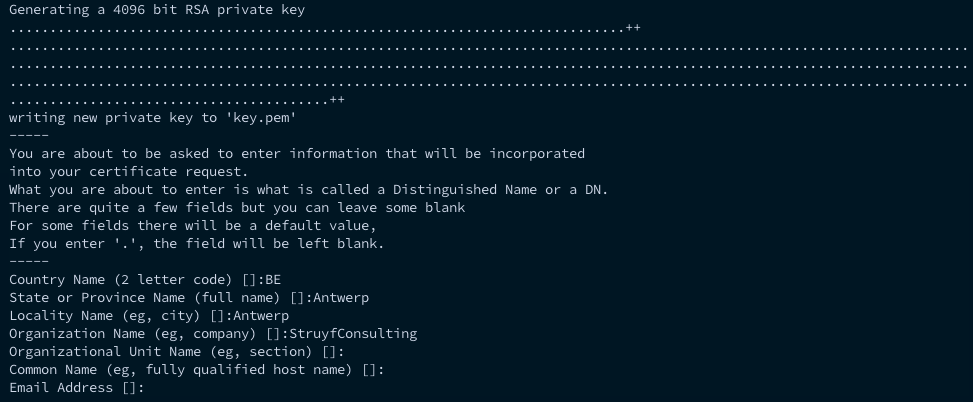 Generating a 4096 bit RSA private key
.............................................................................++
........................................................................................................................
........................................................................................................................
........................................................................................................................
........................................++
writing new private key to 'key.pem'
-----
You are about to be asked to enter information that will be incorporated
into your certificate request.
What you are about to enter is what is called a Distinguished Name or a DN.
There are quite a few fields but you can leave some blank
For some fields there will be a default value,
If you enter '.', the field will be left blank.
-----
Country Name (2 letter code) []:BE
State or Province Name (full name) []:Antwerp
Locality Name (eg, city) []:Antwerp
Organization Name (eg, company) []:StruyfConsulting
Organizational Unit Name (eg, section) []:
Common Name (eg, fully qualified host name) []:
Email Address []: